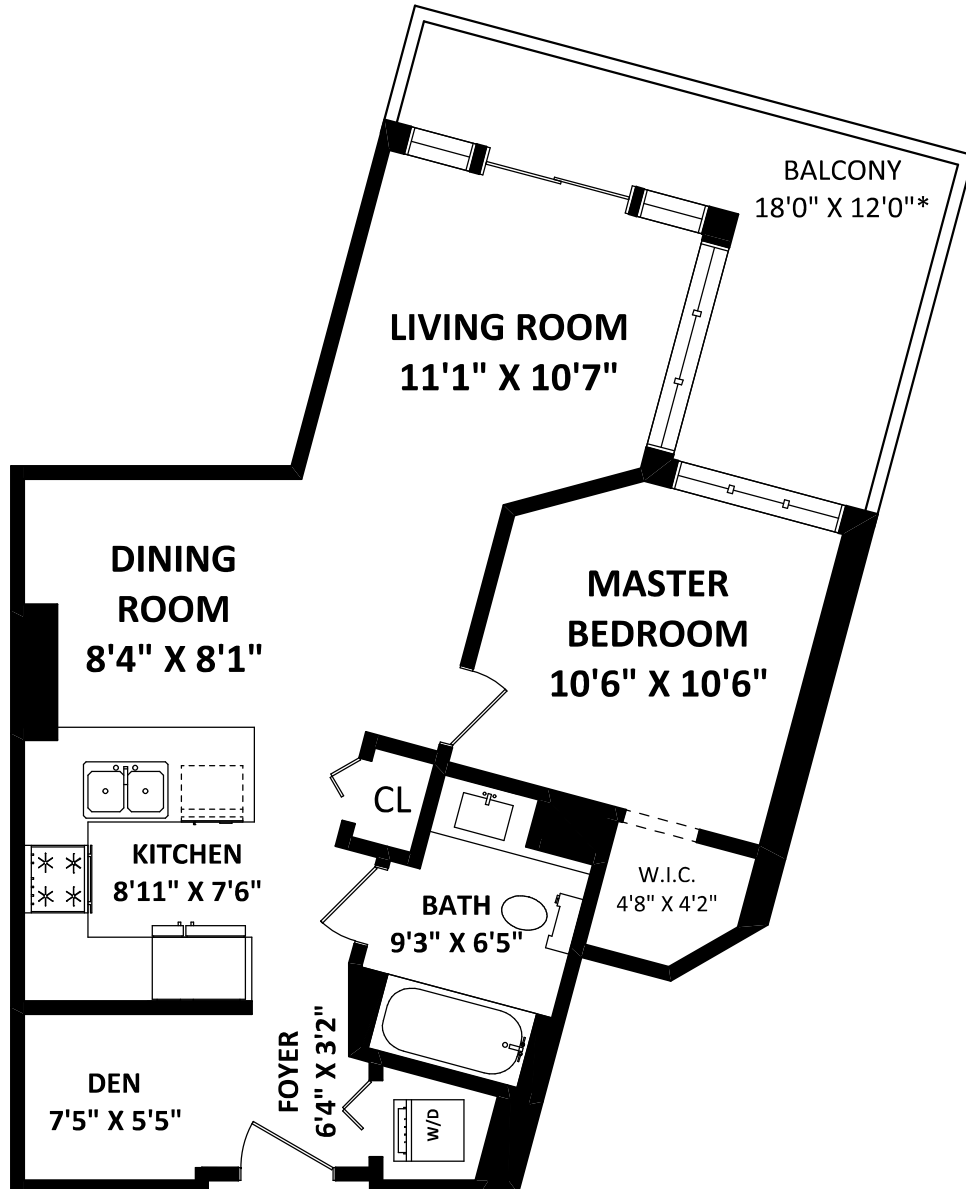 BALCONY
18'0" X 12'0"*
LIVING ROOM
11'1" X 10'7"
DINING
ROOM
8'4" X 8'1"
MASTER
BEDROOM
10'6" X 10'6"
CL
KITCHEN
8'11" X 7'6"
W.I.C.
4'8" X 4'2"
BATH
9'3" X 6'5"
FOYER
6'4" X 3'2"
DEN
7'5" X 5'5"
W/D